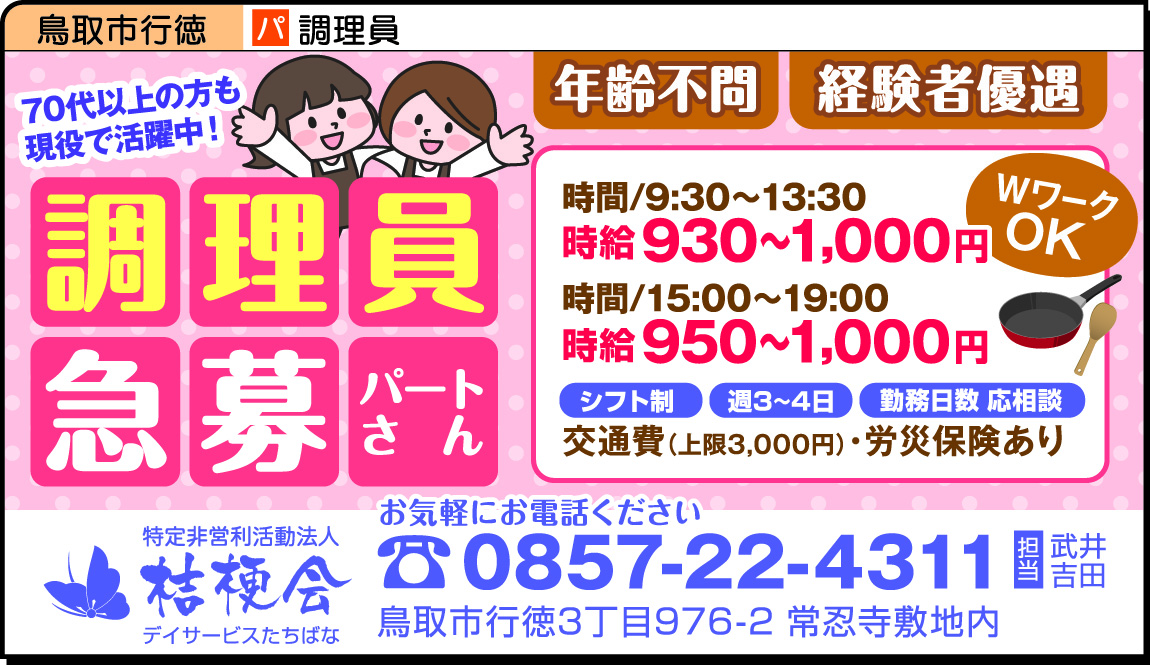 鳥取市行徳
パ 調理員
70代以上の方も
現役で活躍中！
調理員
急募 パートさん
年齢不問
経験者優遇
時間/9:30〜13:30
時給930〜1,000円
WワークOK
時間/15:00〜19:00
時給950〜1,000円
シフト制 週3〜4日 勤務日数 応相談
交通費（上限3,000円）・労災保険あり
特定非営利活動法人
桔梗会
デイサービスたちばな
お気軽にお電話ください
☎0857-22-4311 担当 武井 吉田
鳥取市行徳3丁目976-2 常忍寺敷地内